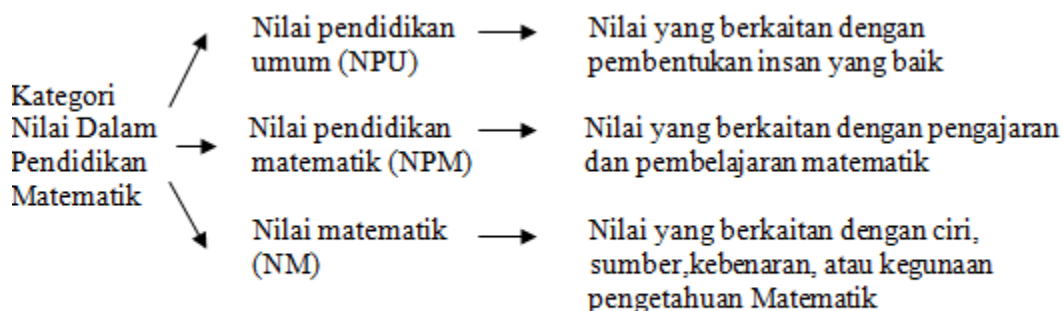 Kategori
Nilai Dalam
Pendidikan
Matematik
Nilai pendidikan
umum (NPU)
Nilai yang berkaitan dengan
pembentukan insan yang baik
Nilai pendidikan
matematik (NPM)
Nilai yang berkaitan dengan pengajaran
dan pembelajaran matematik
Nilai matematik
(NM)
Nilai yang berkaitan dengan ciri,
sumber,kebenaran, atau kegunaan
pengetahuan Matematik